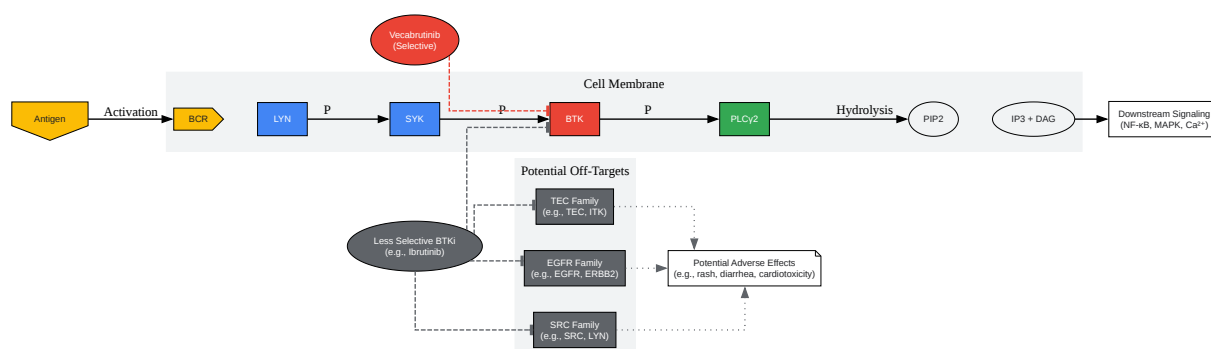 Vecabrutinib
(Selective)
Cell Membrane
Antigen
Activation
BCR
LYN
P
SYK
P
BTK
P
PLCγ2
Hydrolysis
PIP2
IP3 + DAG
Downstream Signaling
(NF-κB, MAPK, Ca²⁺)
Potential Off-Targets
TEC Family
(e.g., TEC, ITK)
Less Selective BTKi
(e.g., Ibrutinib)
EGFR Family
(e.g., EGFR, ERBB2)
Potential Adverse Effects
(e.g., rash, diarrhea, cardiotoxicity)
SRC Family
(e.g., SRC, LYN)